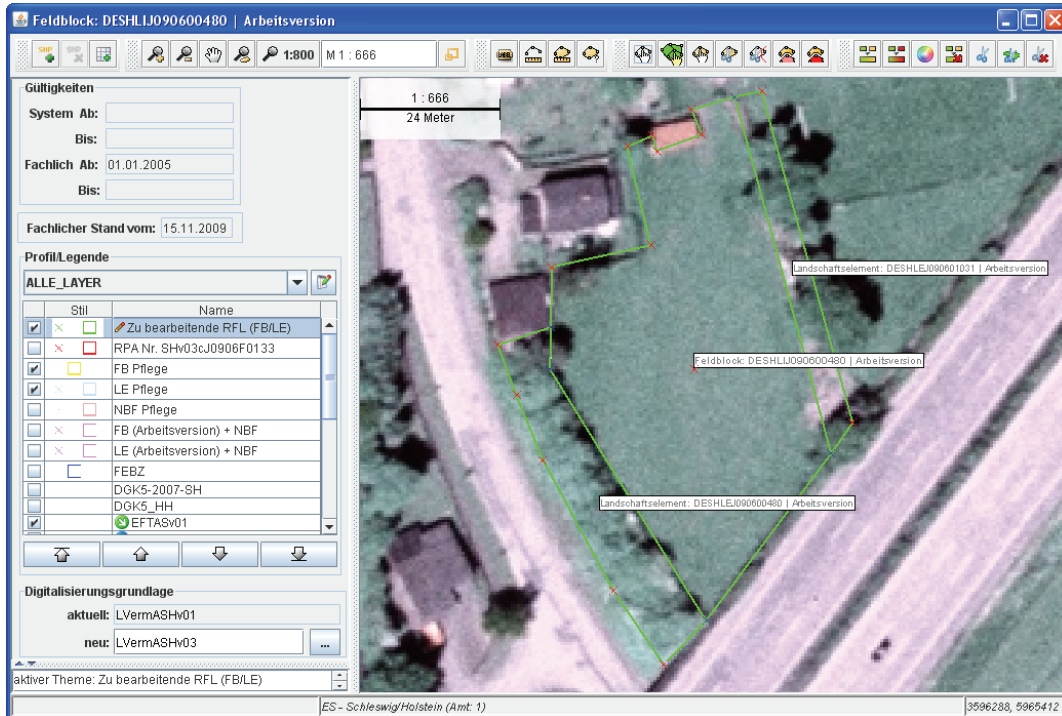 Feldblock: DESHLIJ090600480 | Arbeitsversion
1:800
M 1 : 666
Gültigkeiten
System Ab:
Bis:
Fachlich Ab: 01.01.2005
Bis:
Fachlicher Stand vom: 15.11.2009
Profil/Legende
ALLE_LAYER
Stil Name
Zu bearbeitende RFL (FB/LE)
RPA Nr. SHv03cJ0906F0133
FB Pflege
LE Pflege
NBF Pflege
FB (Arbeitsversion) + NBF
LE (Arbeitsversion) + NBF
FEBZ
DGK5-2007-SH
DGK5_HH
EFTASv01
Digitalisierungsgrundlage
aktuell: LVermASHv01
neu: LVermASHv03
...
aktiver Theme: Zu bearbeitende RFL (FB/LE)
1 : 666
24 Meter
Landschaftselement: DESHLEJ090601031 | Arbeitsversion
Feldblock: DESHLIJ090600480 | Arbeitsversion
Landschaftselement: DESHLEJ090600480 | Arbeitsversion
ES - Schleswig/Holstein (Amt: 1)
3596288, 5965412